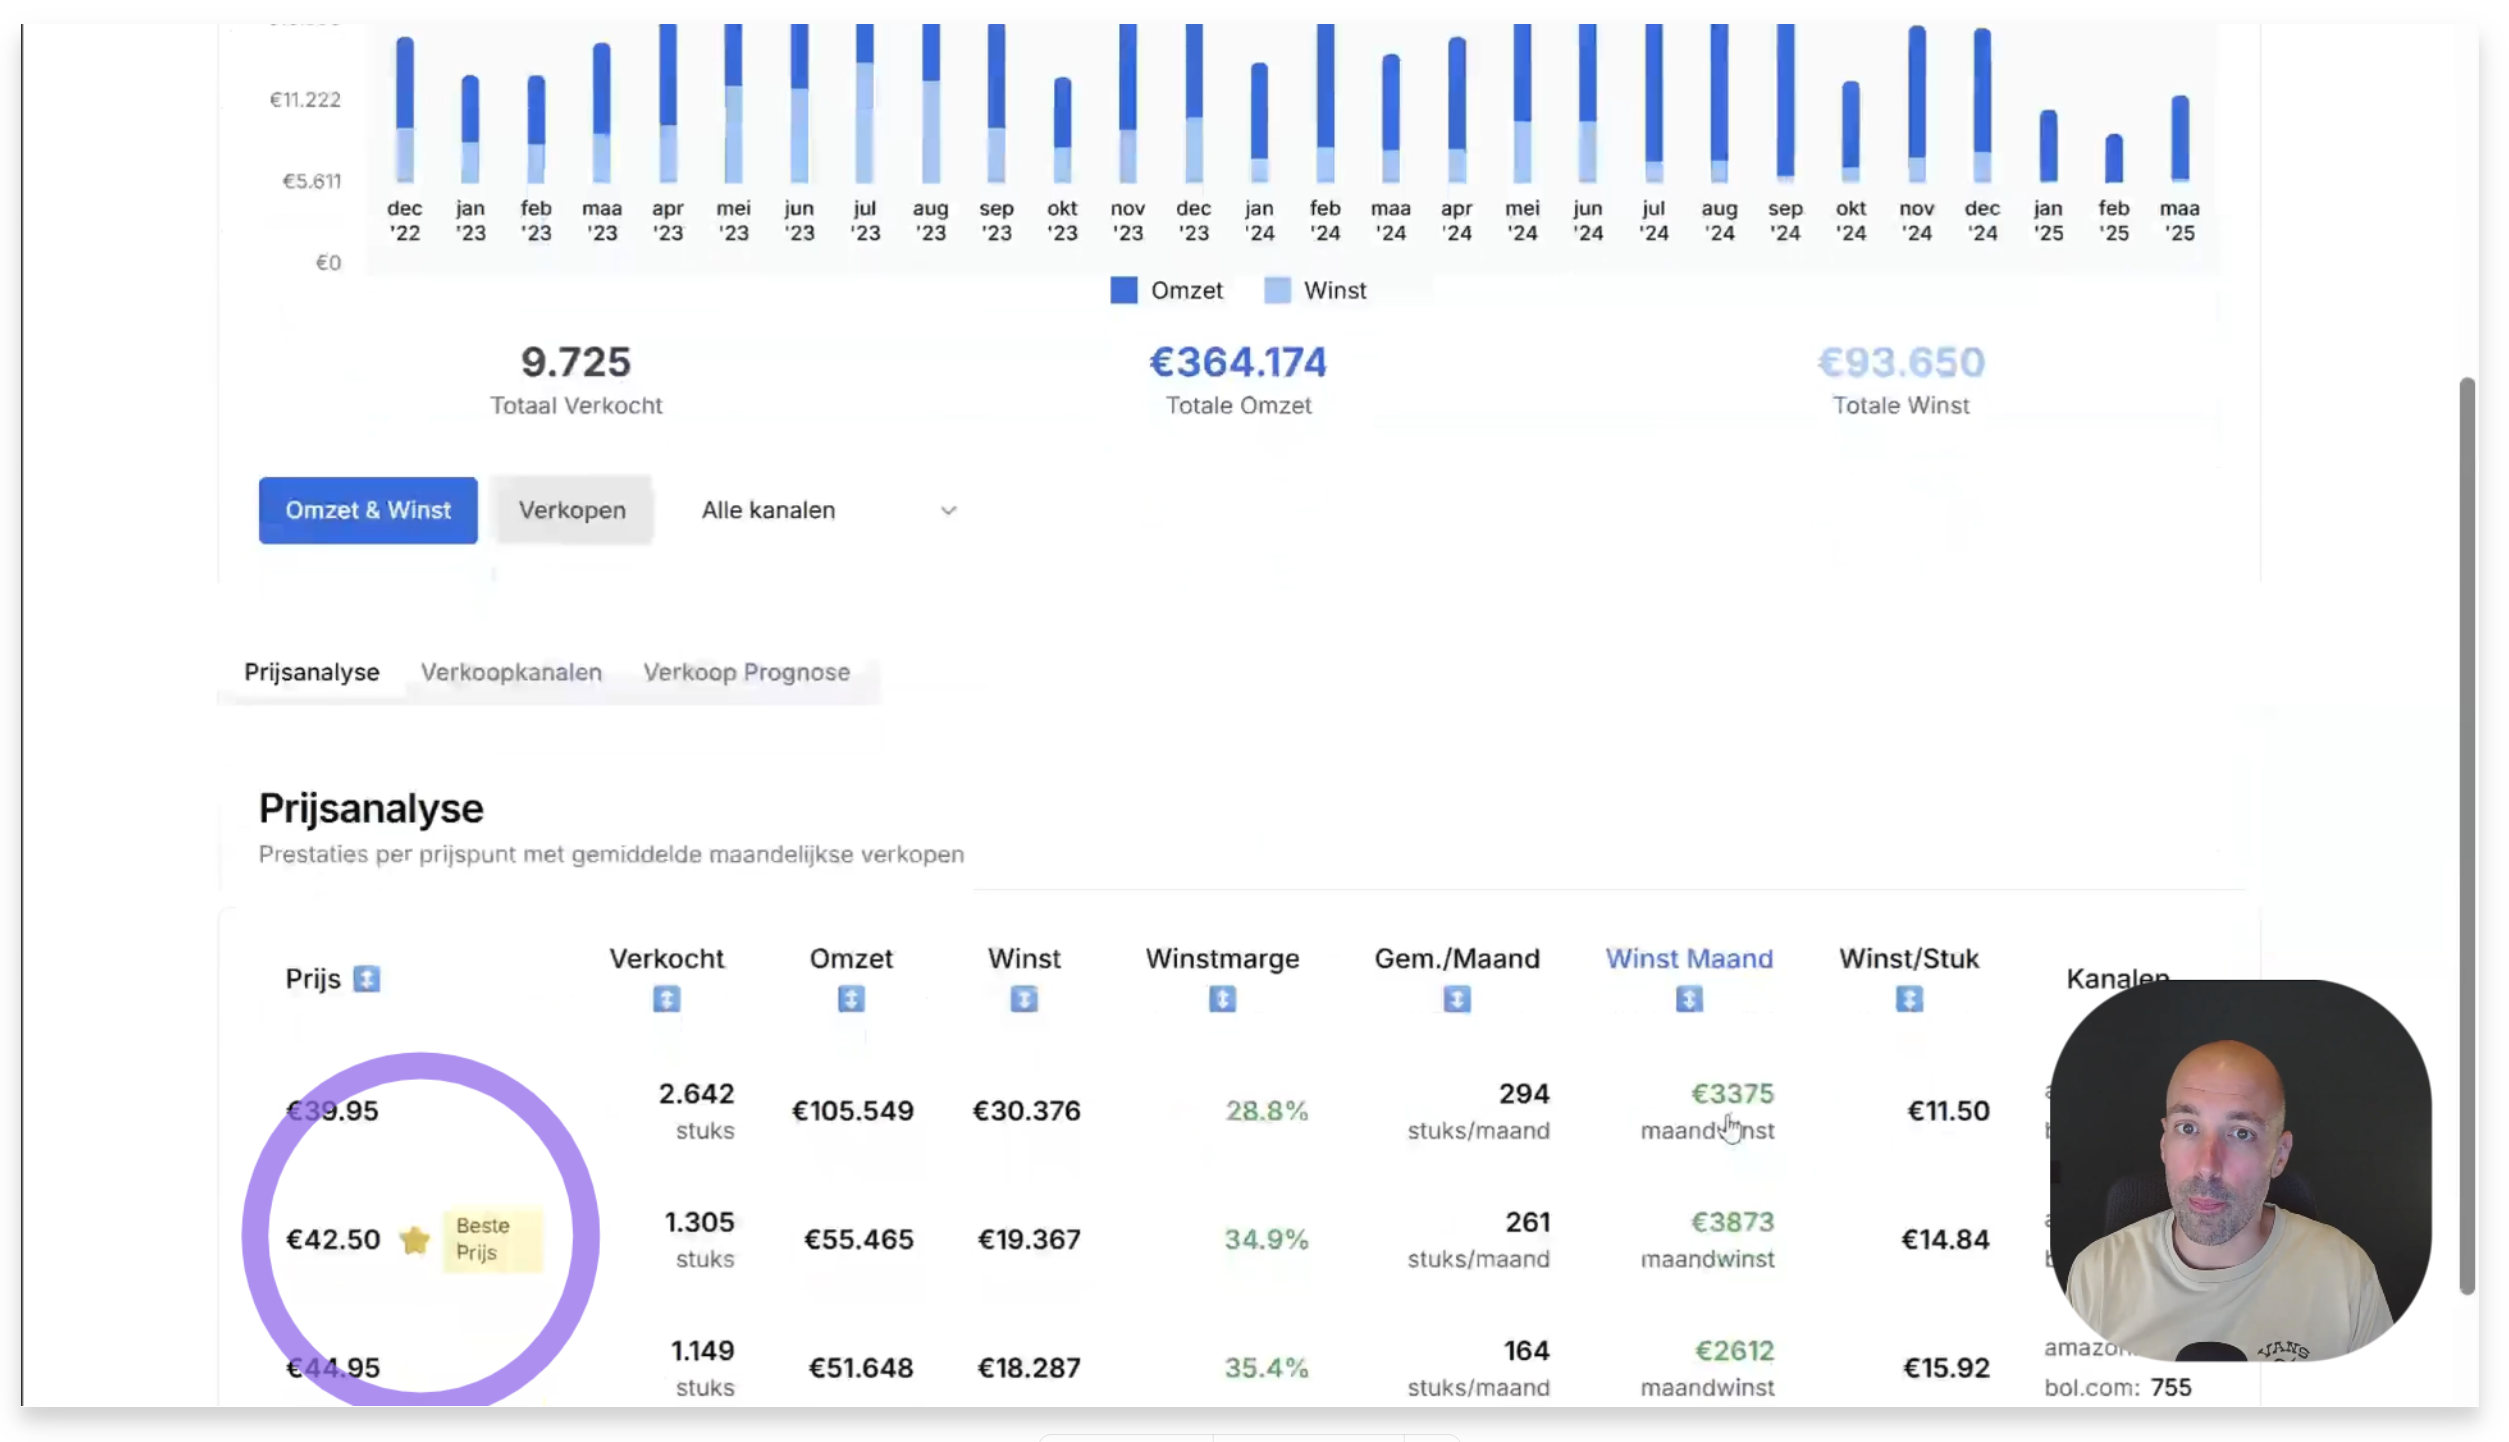 €11.222
€5.611
€0
dec jan feb maa apr mei jun jul aug sep okt nov dec jan feb maa apr mei jun jul aug sep okt nov dec jan feb maa
'22 '23 '23 '23 '23 '23 '23 '23 '23 '23 '23 '23 '23 '24 '24 '24 '24 '24 '24 '24 '24 '24 '24 '24 '24 '25 '25 '25
Omzet Winst
9.725 €364.174 €93.650
Totaal Verkocht Totale Omzet Totale Winst
Omzet & Winst Verkopen Alle kanalen
Prijsanalyse Verkoopkanalen Verkoop Prognose
Prijsanalyse
Prestaties per prijspunt met gemiddelde maandelijkse verkopen
Prijs Verkocht Omzet Winst Winstmarge Gem./Maand Winst Maand Winst/Stuk Kanalen
€39.95 2.642 €105.549 €30.376 28.8% 294 €3375 €11.50
stuks stuks/maand maandwinst
€42.50 Beste Prijs 1.305 €55.465 €19.367 34.9% 261 €3873 €14.84
stuks stuks/maand maandwinst
€44.95 1.149 €51.648 €18.287 35.4% 164 €2612 €15.92
stuks stuks/maand maandwinst bol.com: 755
VANS